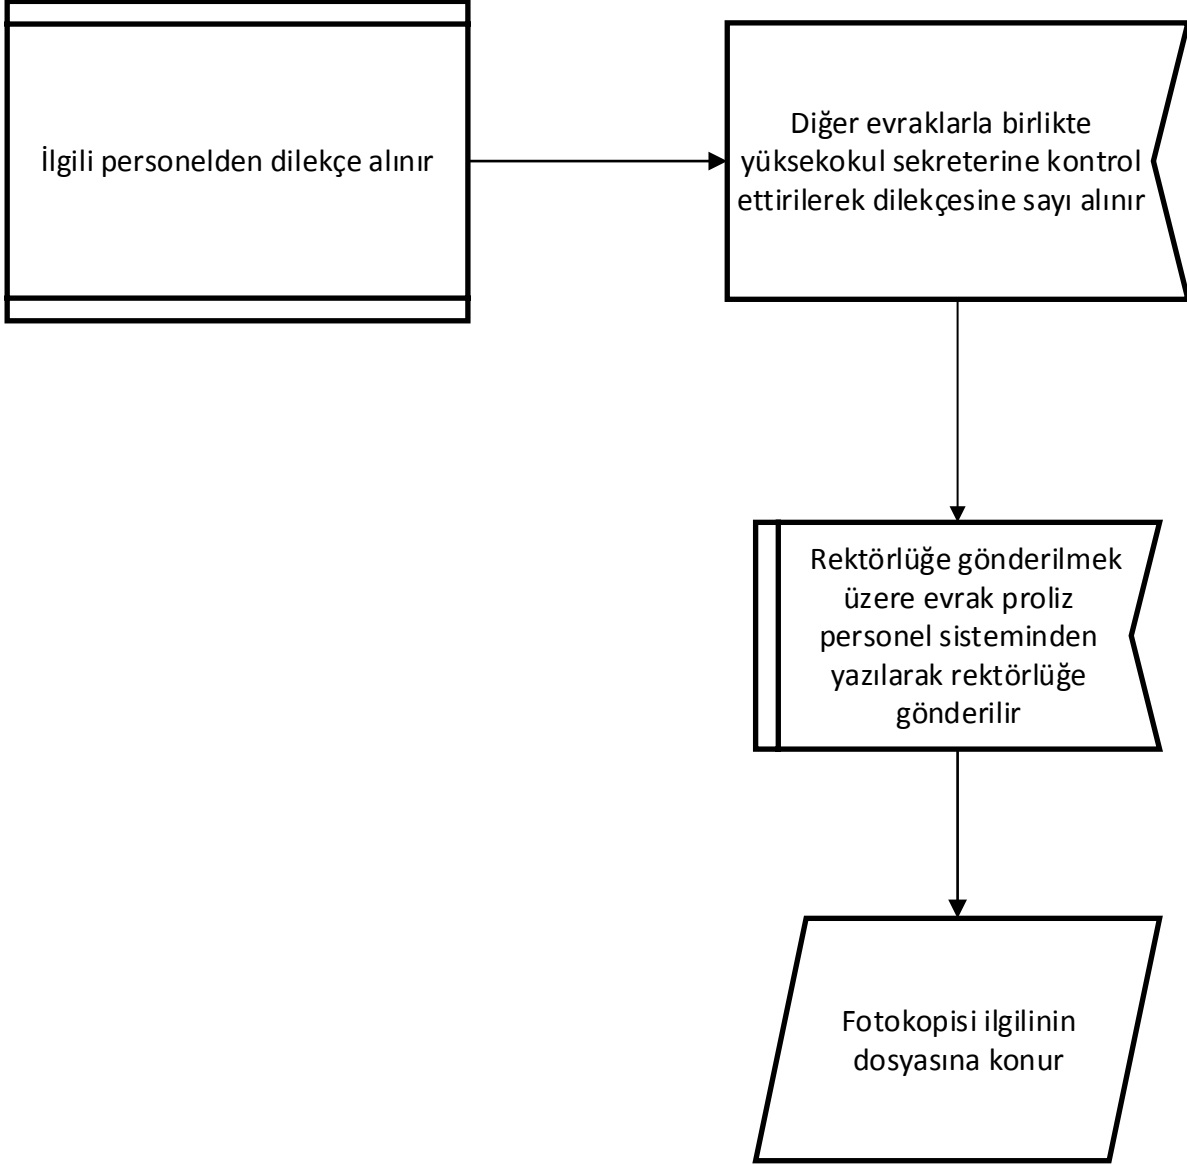 İlgili personelden dilekçe alınır
Diğer evraklarla birlikte
yüksekokul sekreterine kontrol
ettirilerek dilekçesine sayı alınır
Rektörlüğe gönderilmek
üzere evrak proliz
personel sisteminden
yazılarak rektörlüğe
gönderilir
Fotokopisi ilgilinin
dosyasına konur